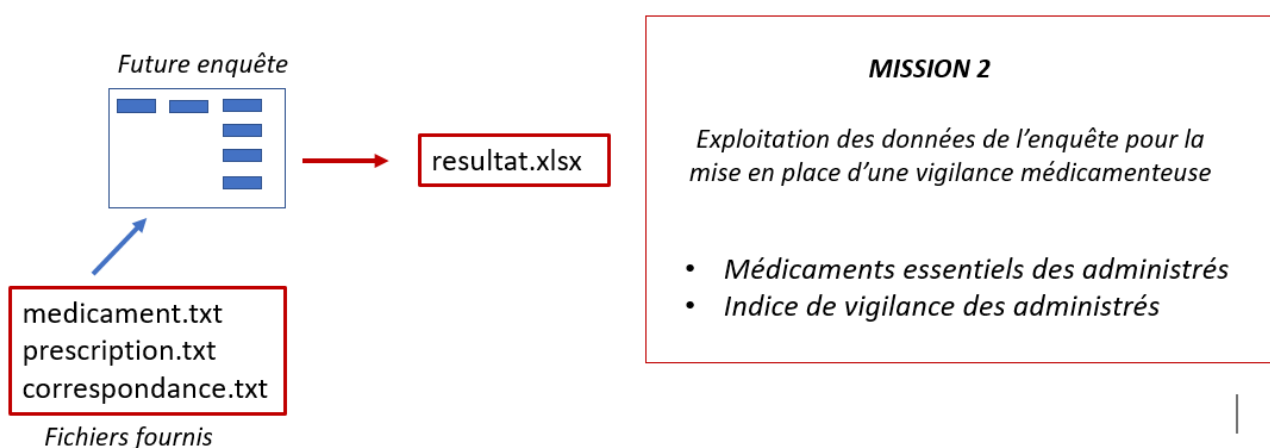 Future enquête
resultat.xlsx
medicament.txt
prescription.txt
correspondance.txt
Fichiers fournis
MISSION 2
Exploitation des données de l'enquête pour la
mise en place d'une vigilance médicamenteuse
• Médicaments essentiels des administrés
• Indice de vigilance des administrés